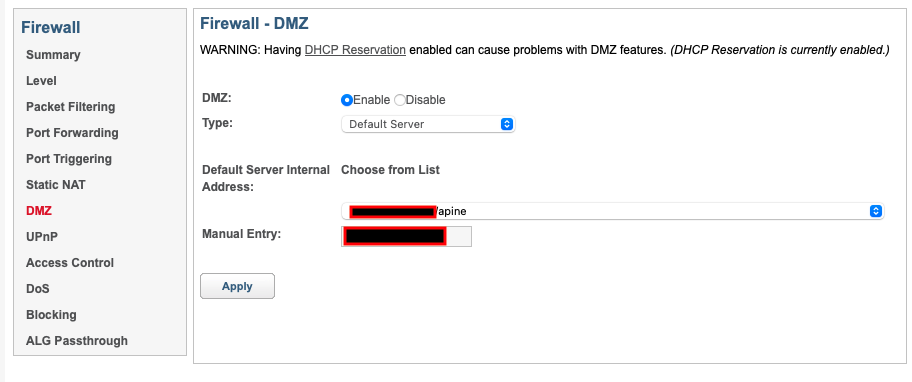 Firewall
Summary
Level
Packet Filtering
Port Forwarding
Port Triggering
Static NAT
DMZ
UPnP
Access Control
DoS
Blocking
ALG Passthrough
Firewall - DMZ
WARNING: Having DHCP Reservation enabled can cause problems with DMZ features. (DHCP Reservation is currently enabled.)
DMZ: Enable Disable
Type: Default Server
Default Server Internal Choose from List
Address:
/apine
Manual Entry:
Apply